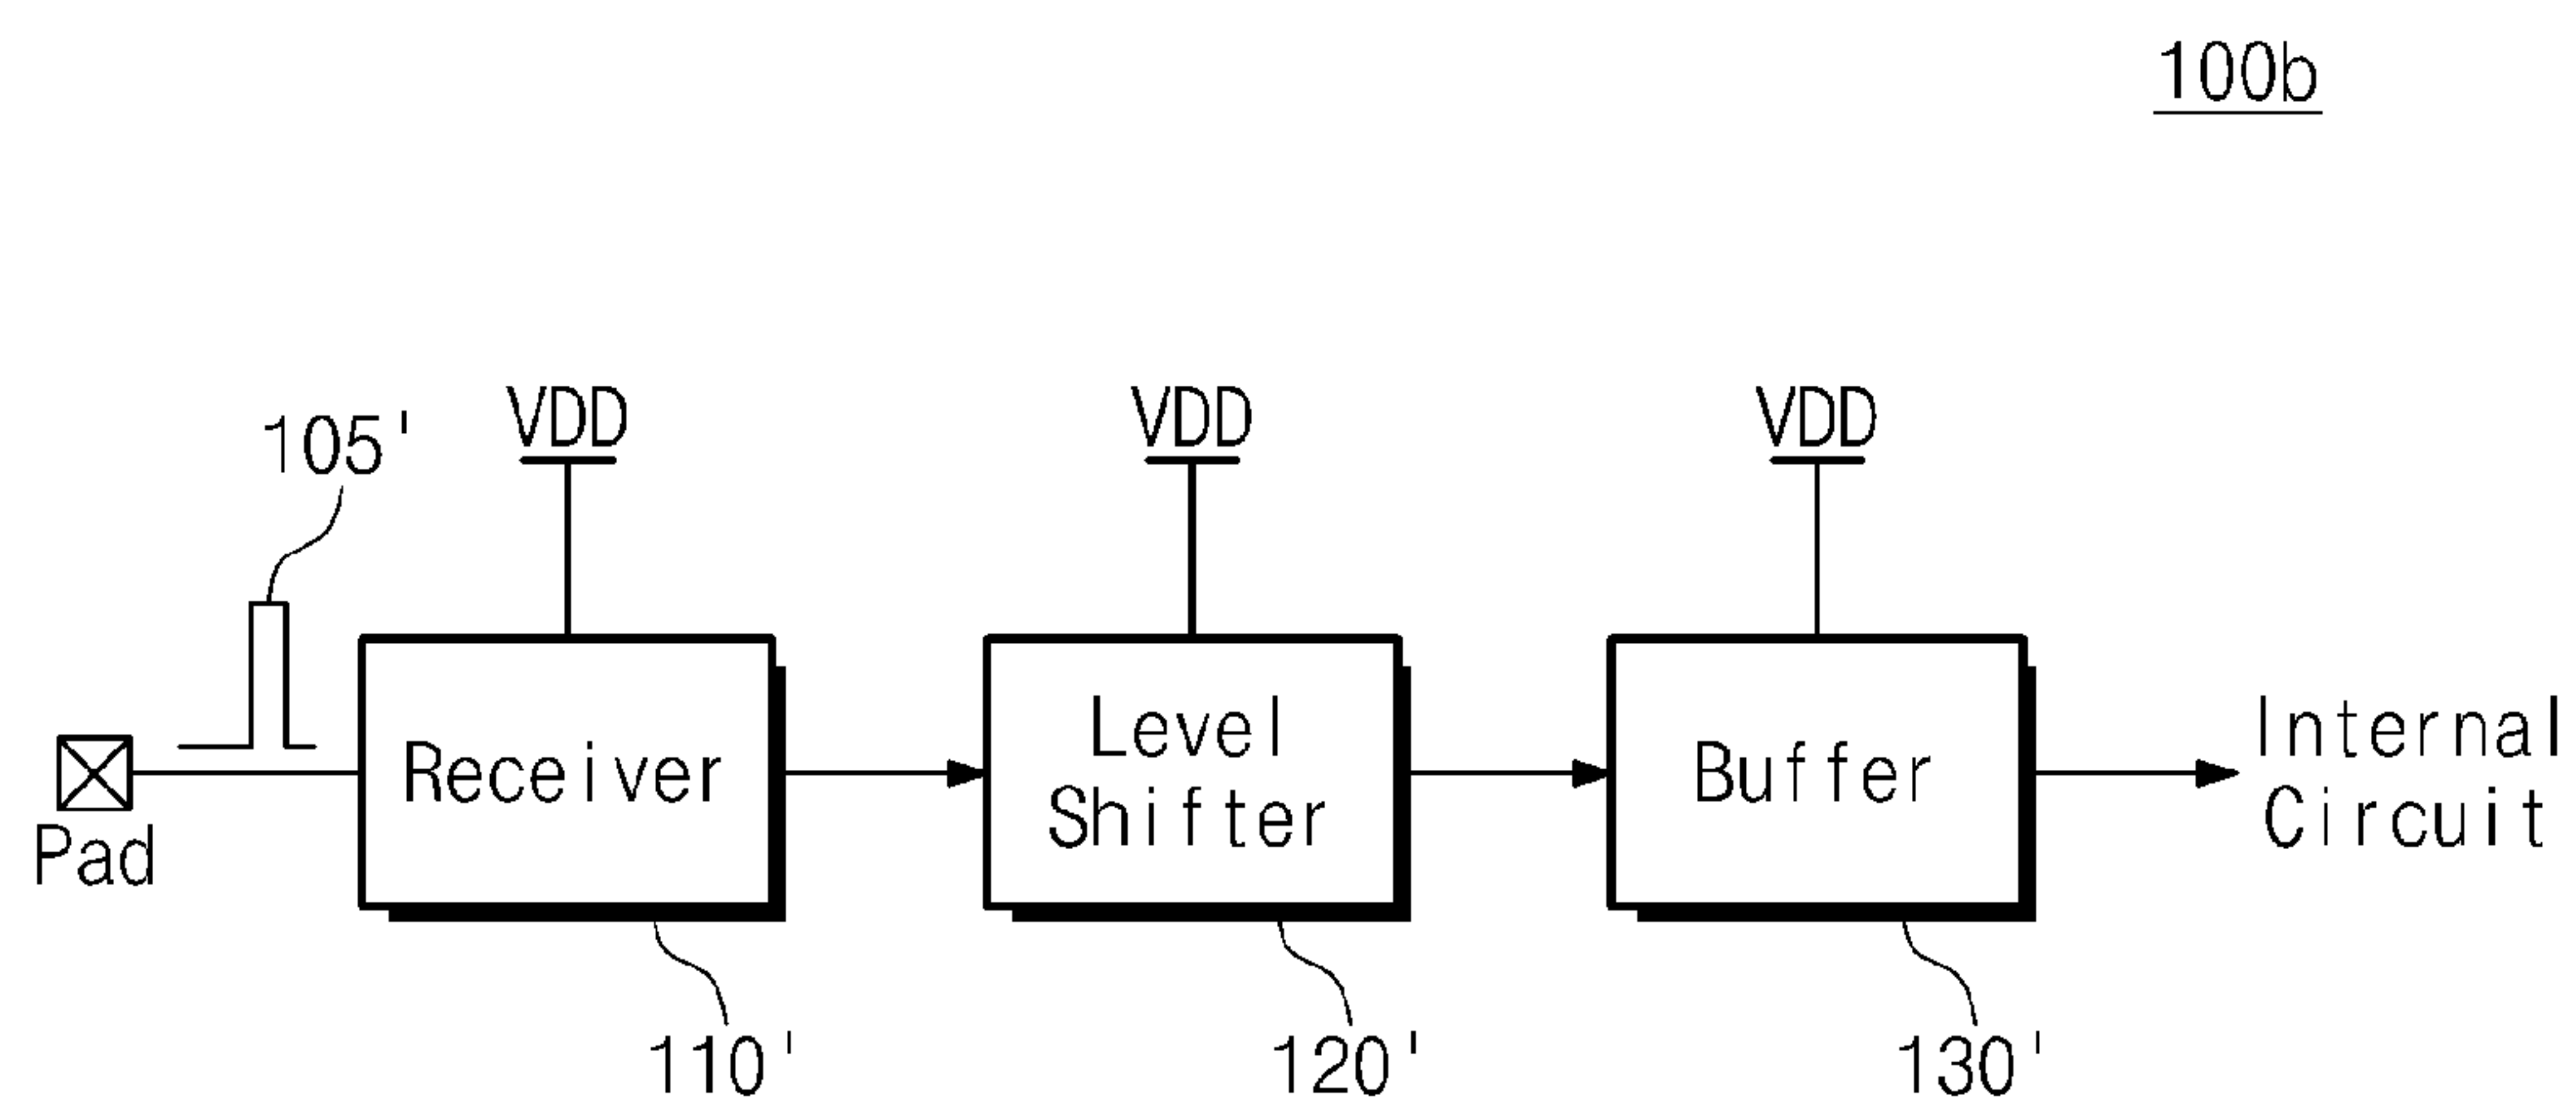 100b
105'
VDD
VDD
VDD
Pad
Receiver
Level
Shifter
Buffer
Internal
Circuit
110'
120'
130'